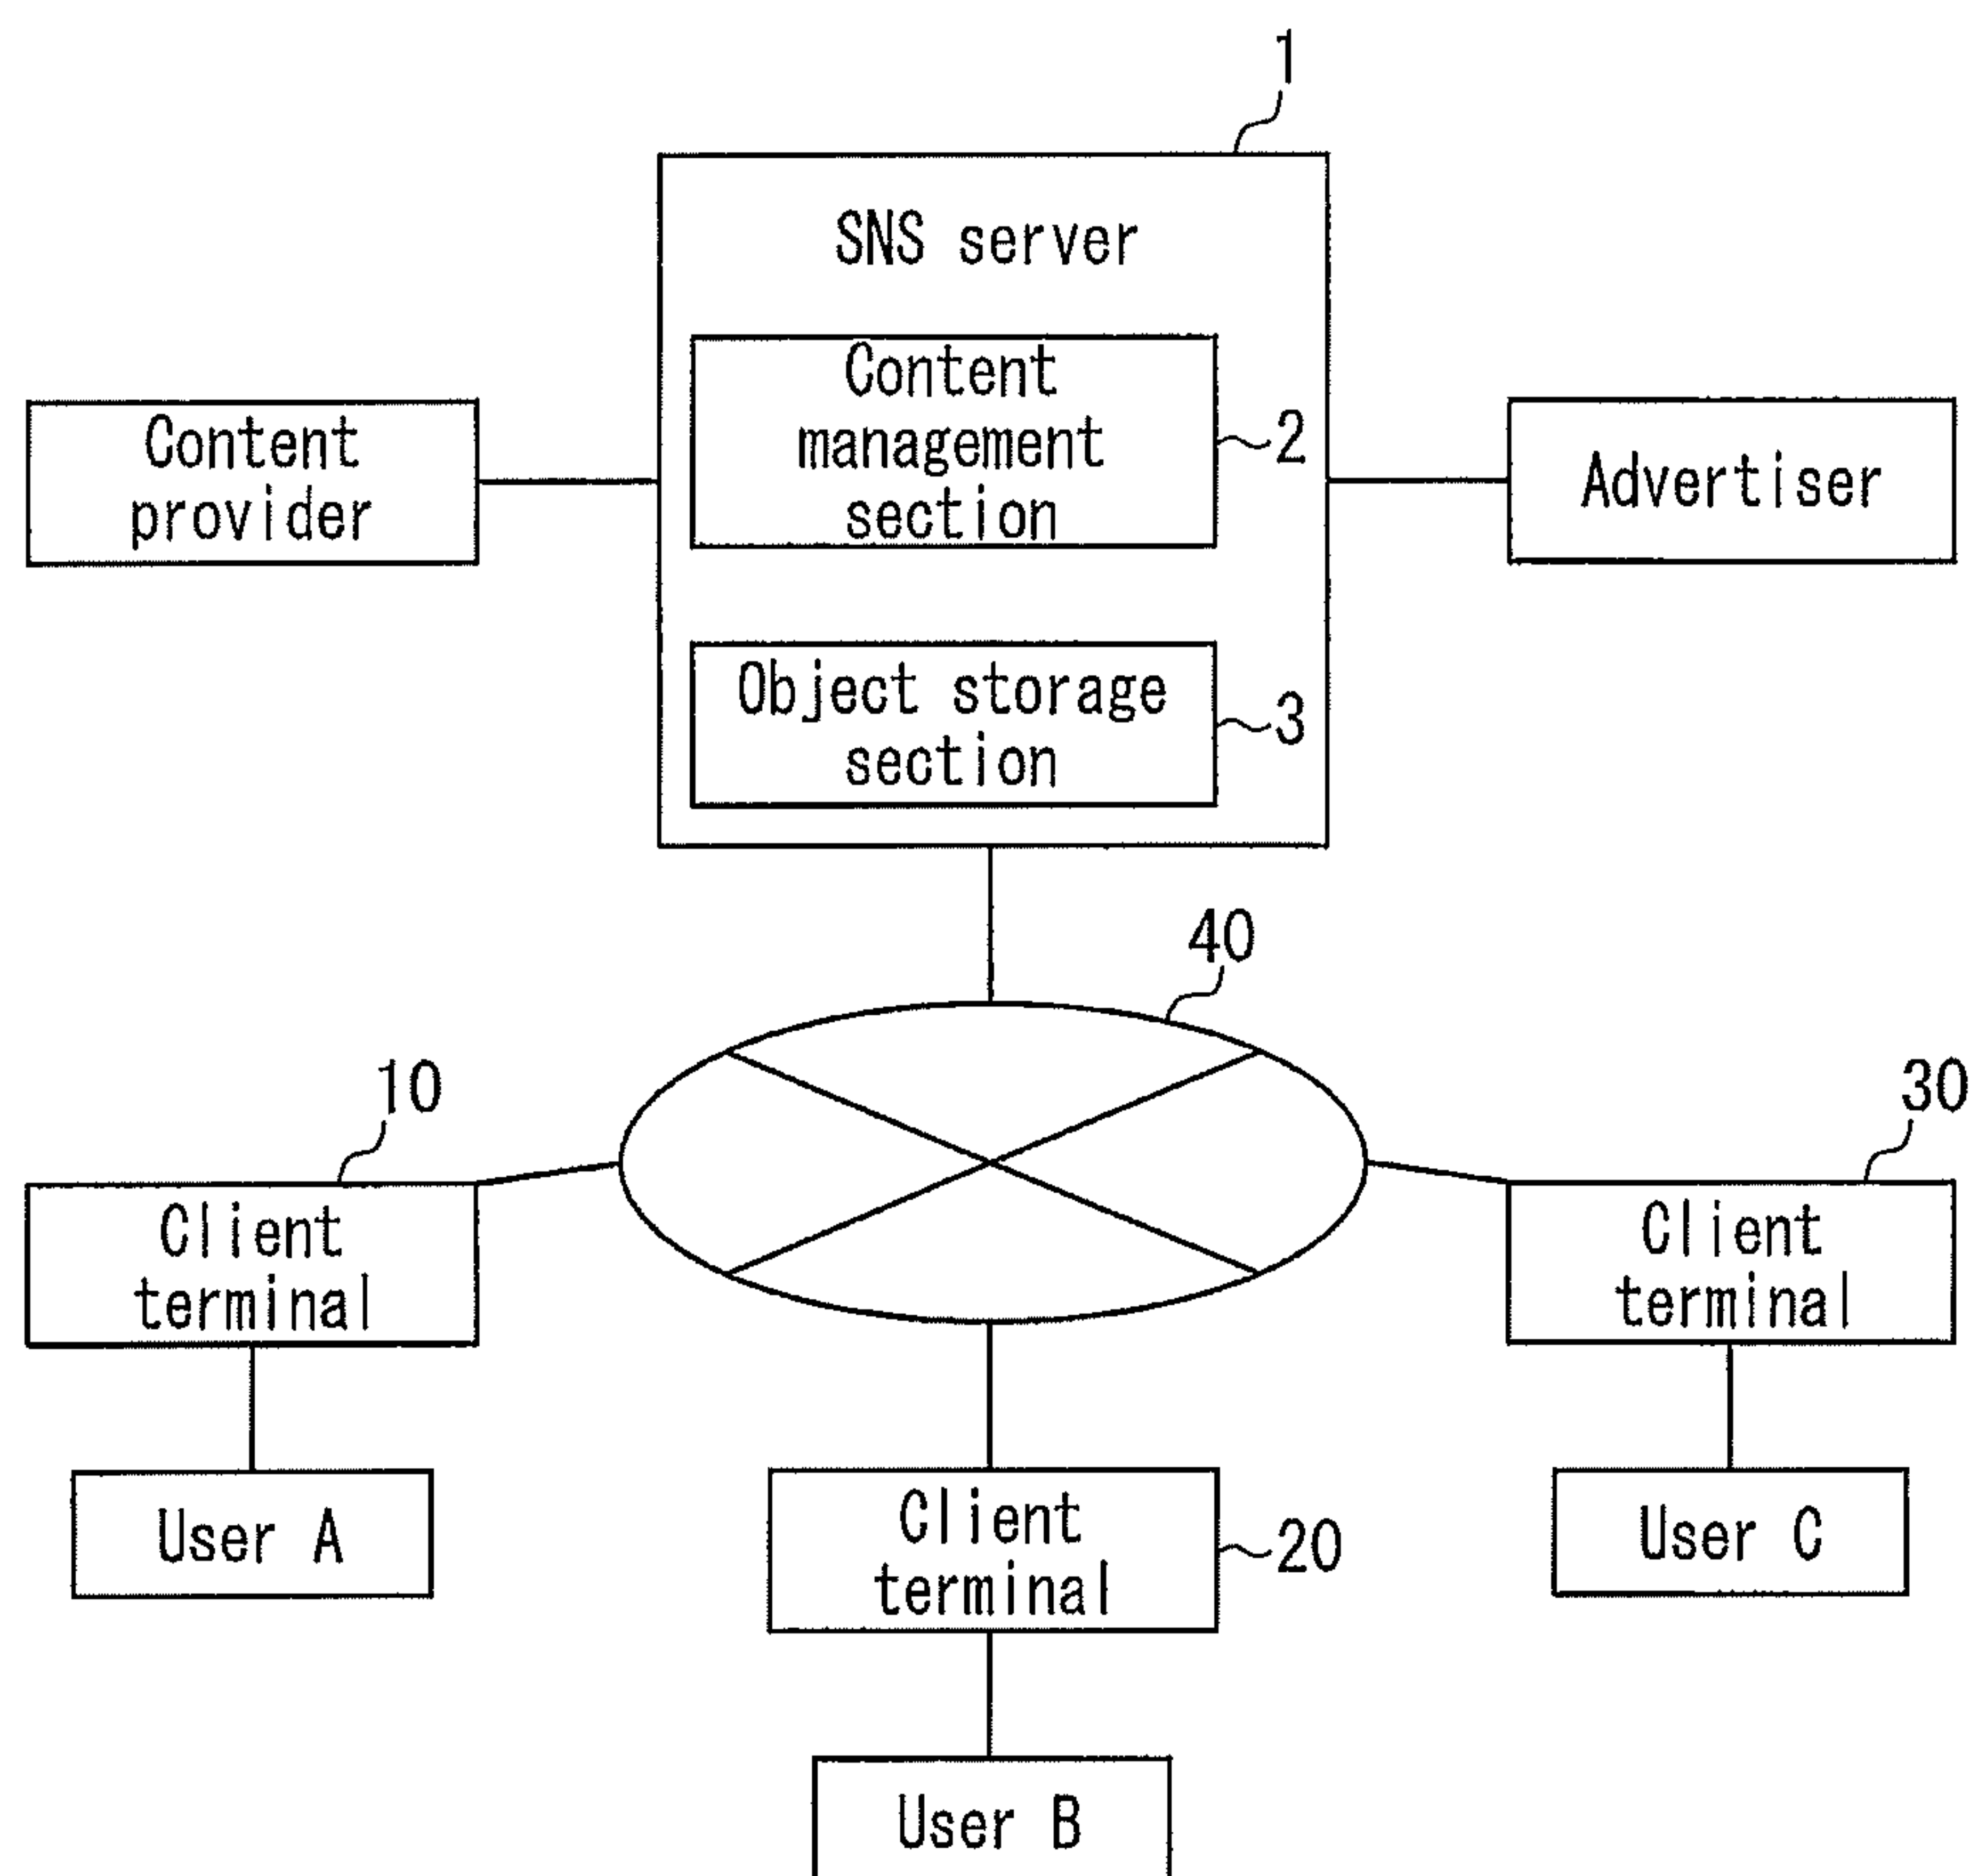 1
SNS server
Content
management
section
2
Content
provider
Advertiser
Object storage
section
3
40
10
30
Client
terminal
Client
terminal
User A
Client
terminal
20
User C
User B